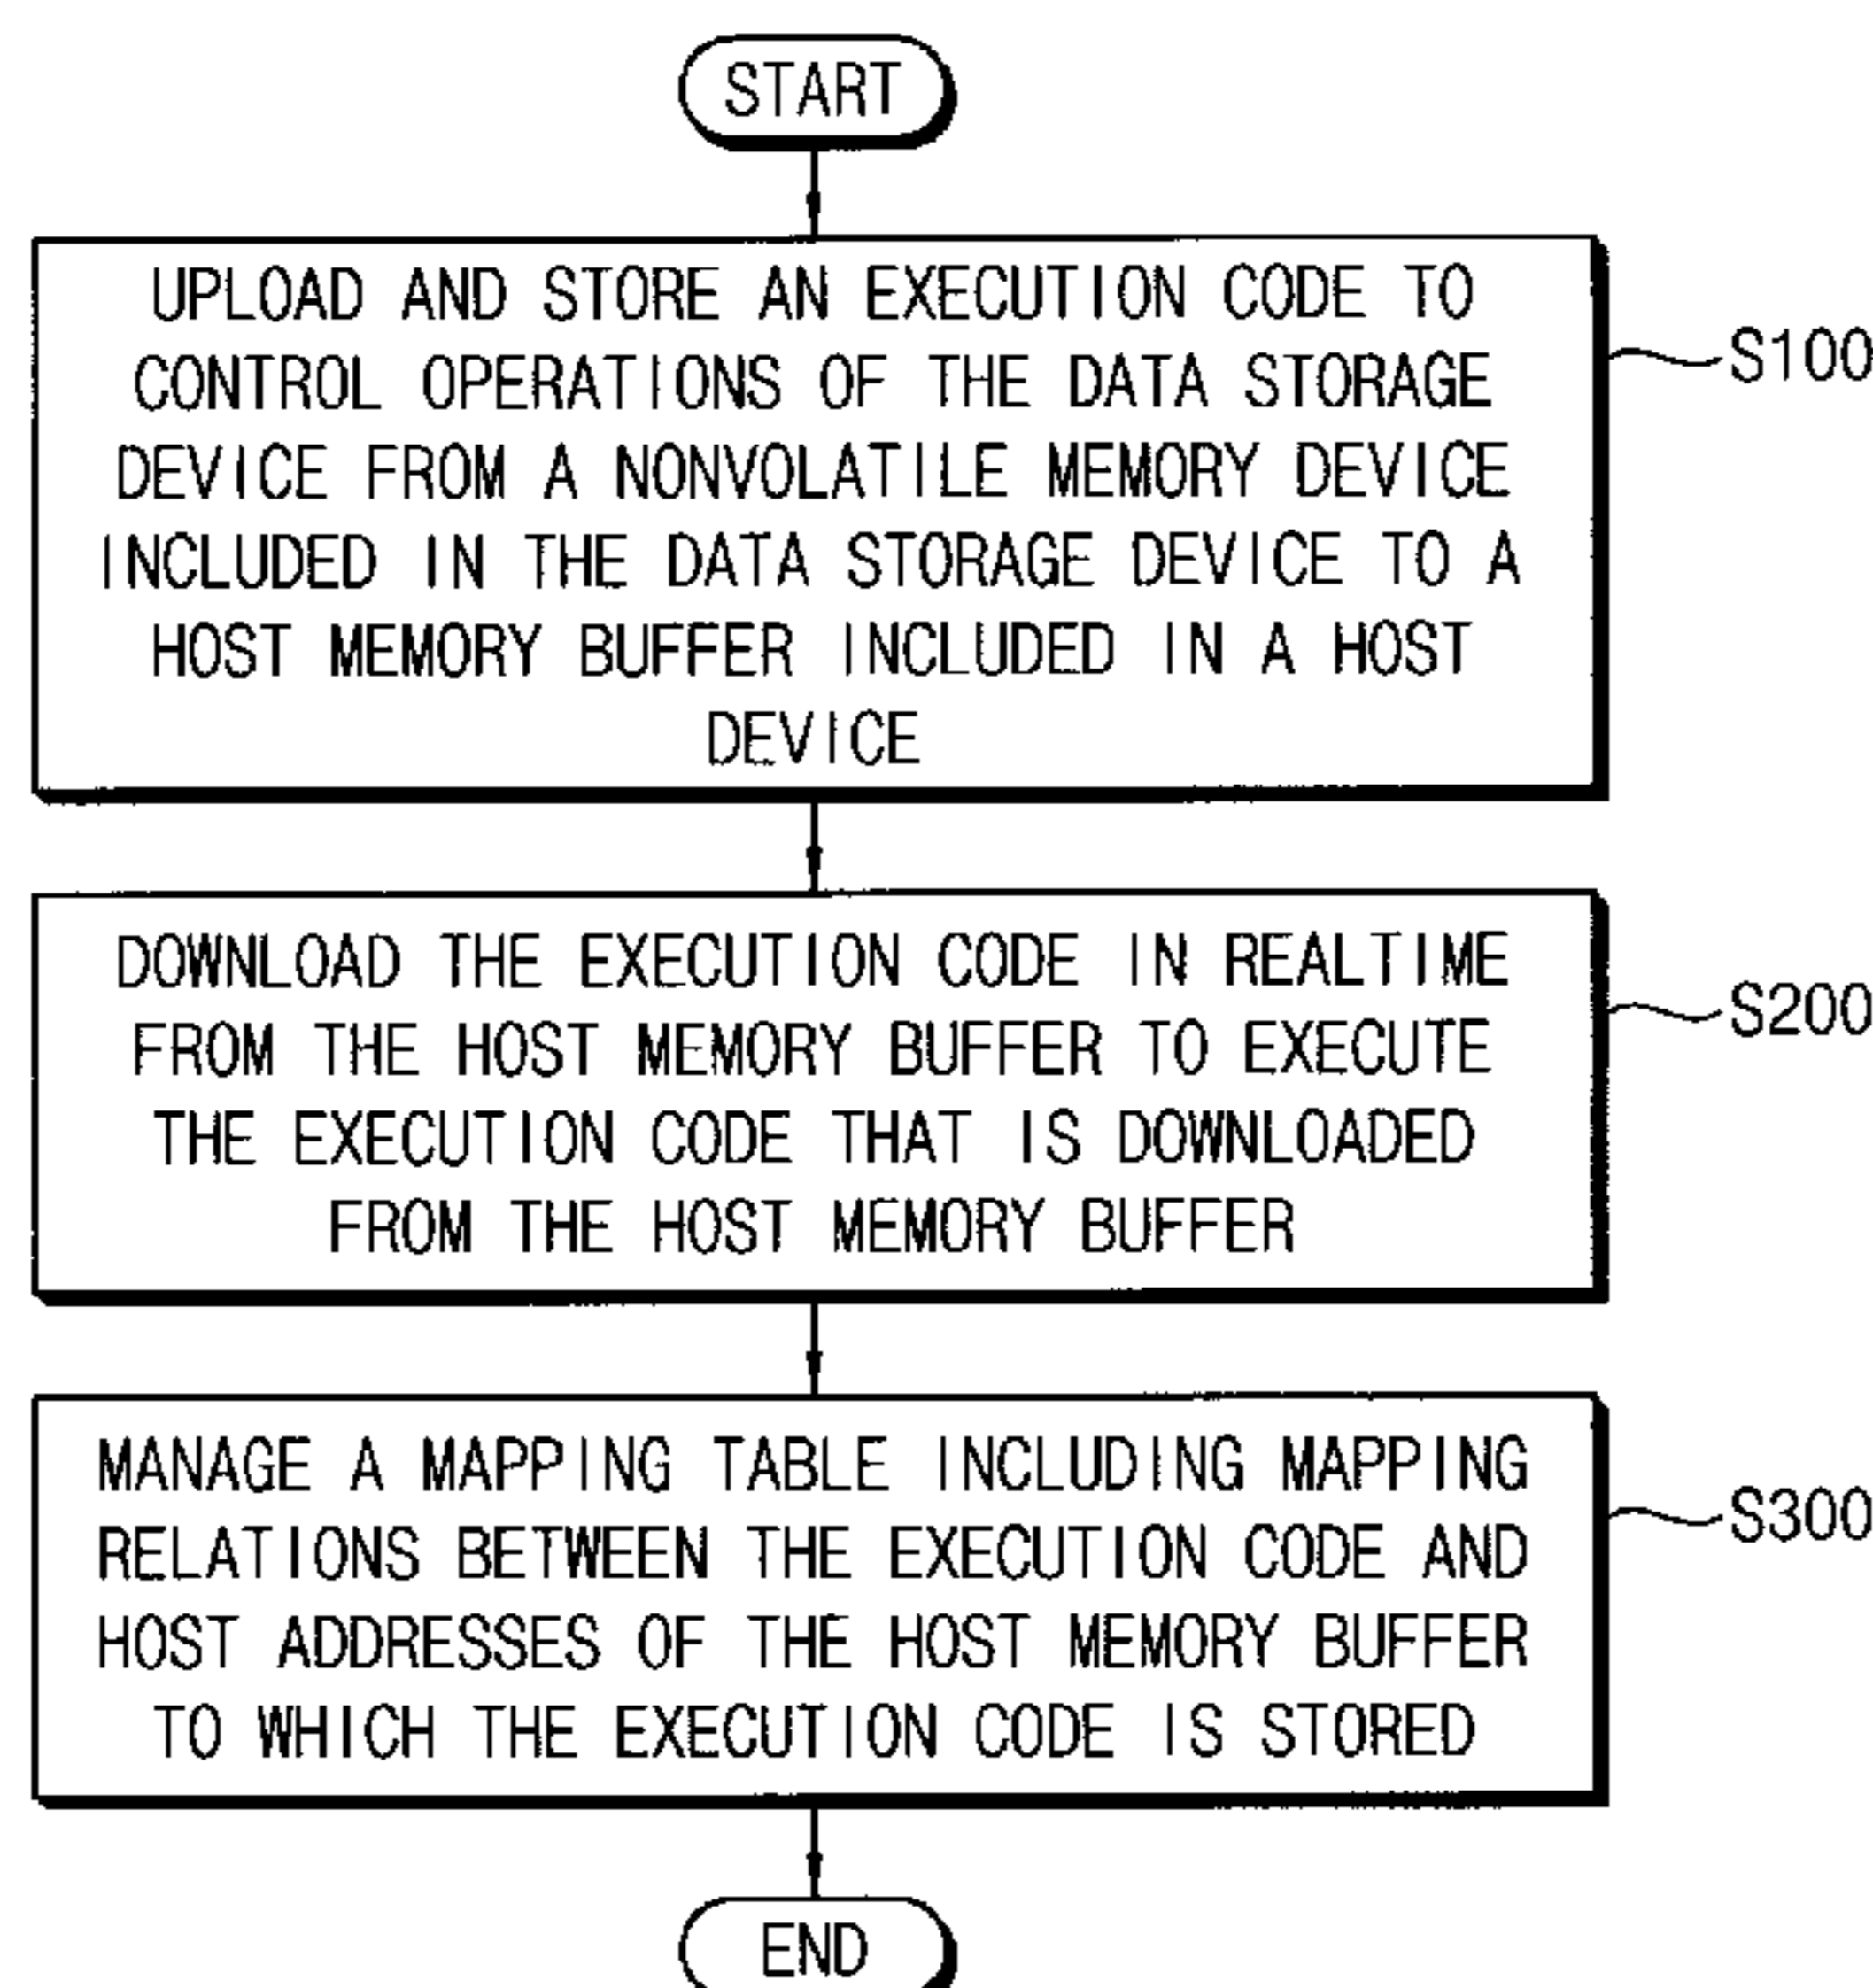 START
UPLOAD AND STORE AN EXECUTION CODE TO
CONTROL OPERATIONS OF THE DATA STORAGE
DEVICE FROM A NONVOLATILE MEMORY DEVICE
INCLUDED IN THE DATA STORAGE DEVICE TO A
HOST MEMORY BUFFER INCLUDED IN A HOST
DEVICE
S100
DOWNLOAD THE EXECUTION CODE IN REALTIME
FROM THE HOST MEMORY BUFFER TO EXECUTE
THE EXECUTION CODE THAT IS DOWNLOADED
FROM THE HOST MEMORY BUFFER
S200
MANAGE A MAPPING TABLE INCLUDING MAPPING
RELATIONS BETWEEN THE EXECUTION CODE AND
HOST ADDRESSES OF THE HOST MEMORY BUFFER
TO WHICH THE EXECUTION CODE IS STORED
S300
END